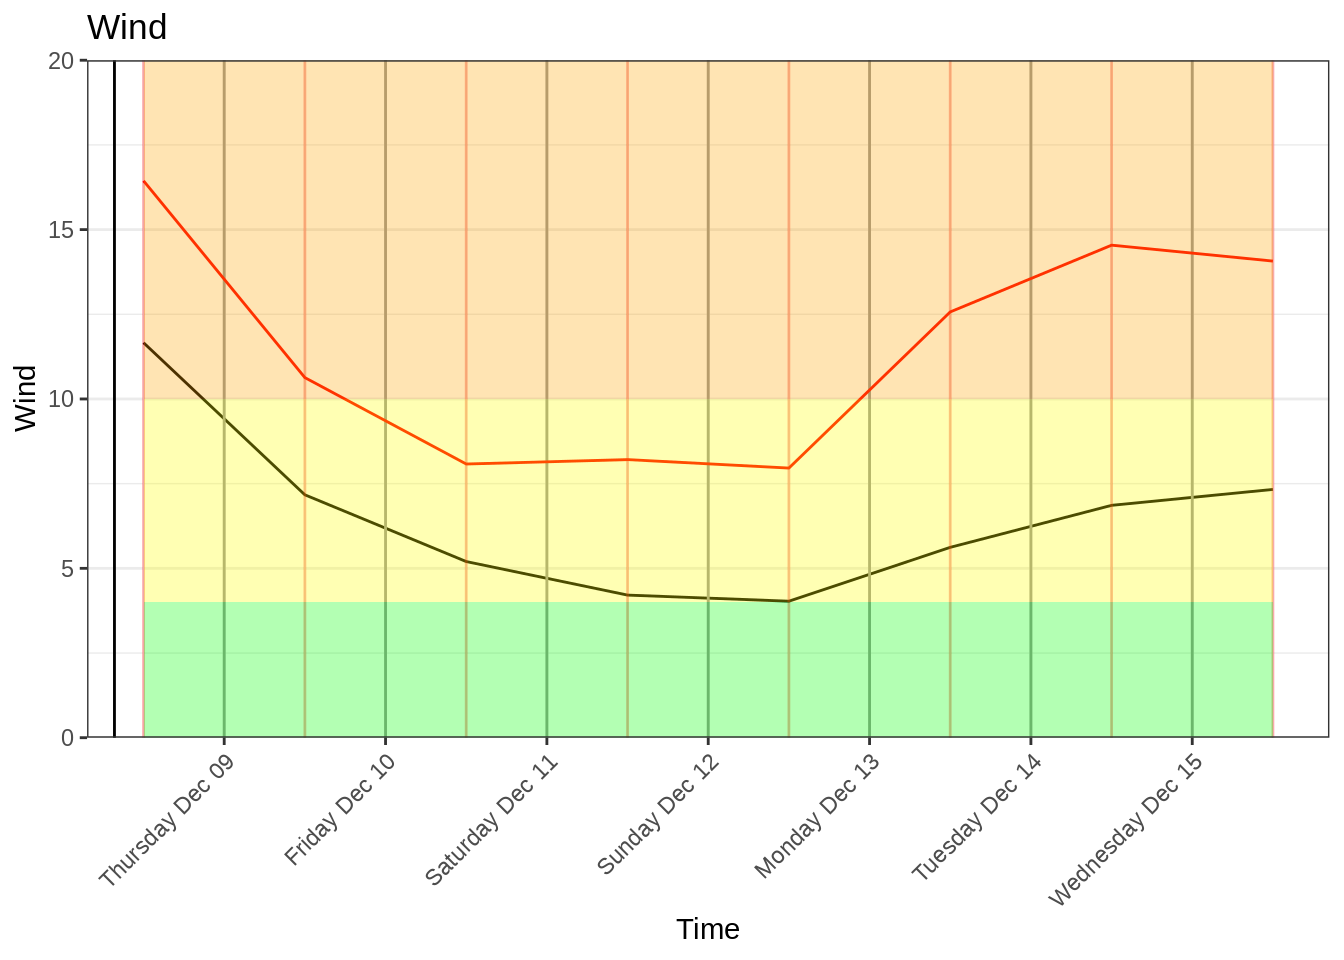 Wind
20
15
10
5
0
Wind
Thursday Dec 09
Friday Dec 10
Saturday Dec 11
Sunday Dec 12
Monday Dec 13
Tuesday Dec 14
Wednesday Dec 15
Time